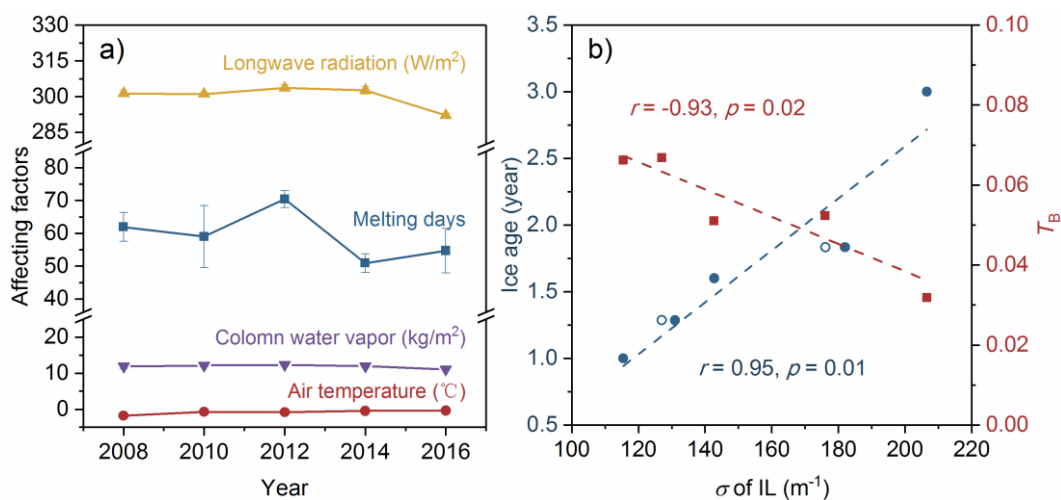 a)
Longwave radiation (W/m²)
Melting days
Colomn water vapor (kg/m²)
Air temperature (℃)
Affecting factors
330
315
300
285
80
70
60
50
40
20
10
0
2008 2010 2012 2014 2016
Year
b)
r = -0.93, p = 0.02
r = 0.95, p = 0.01
Ice age (year)
3.5
3.0
2.5
2.0
1.5
1.0
0.5
T_B
0.10
0.08
0.06
0.04
0.02
0.00
100 120 140 160 180 200 220
σ of IL (m⁻¹)